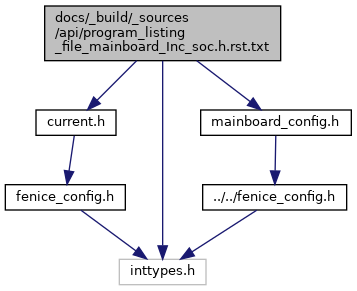 docs/_build/_sources
/api/program_listing
_file_mainboard_Inc_soc.h.rst.txt
current.h
mainboard_config.h
fenice_config.h
../../fenice_config.h
inttypes.h